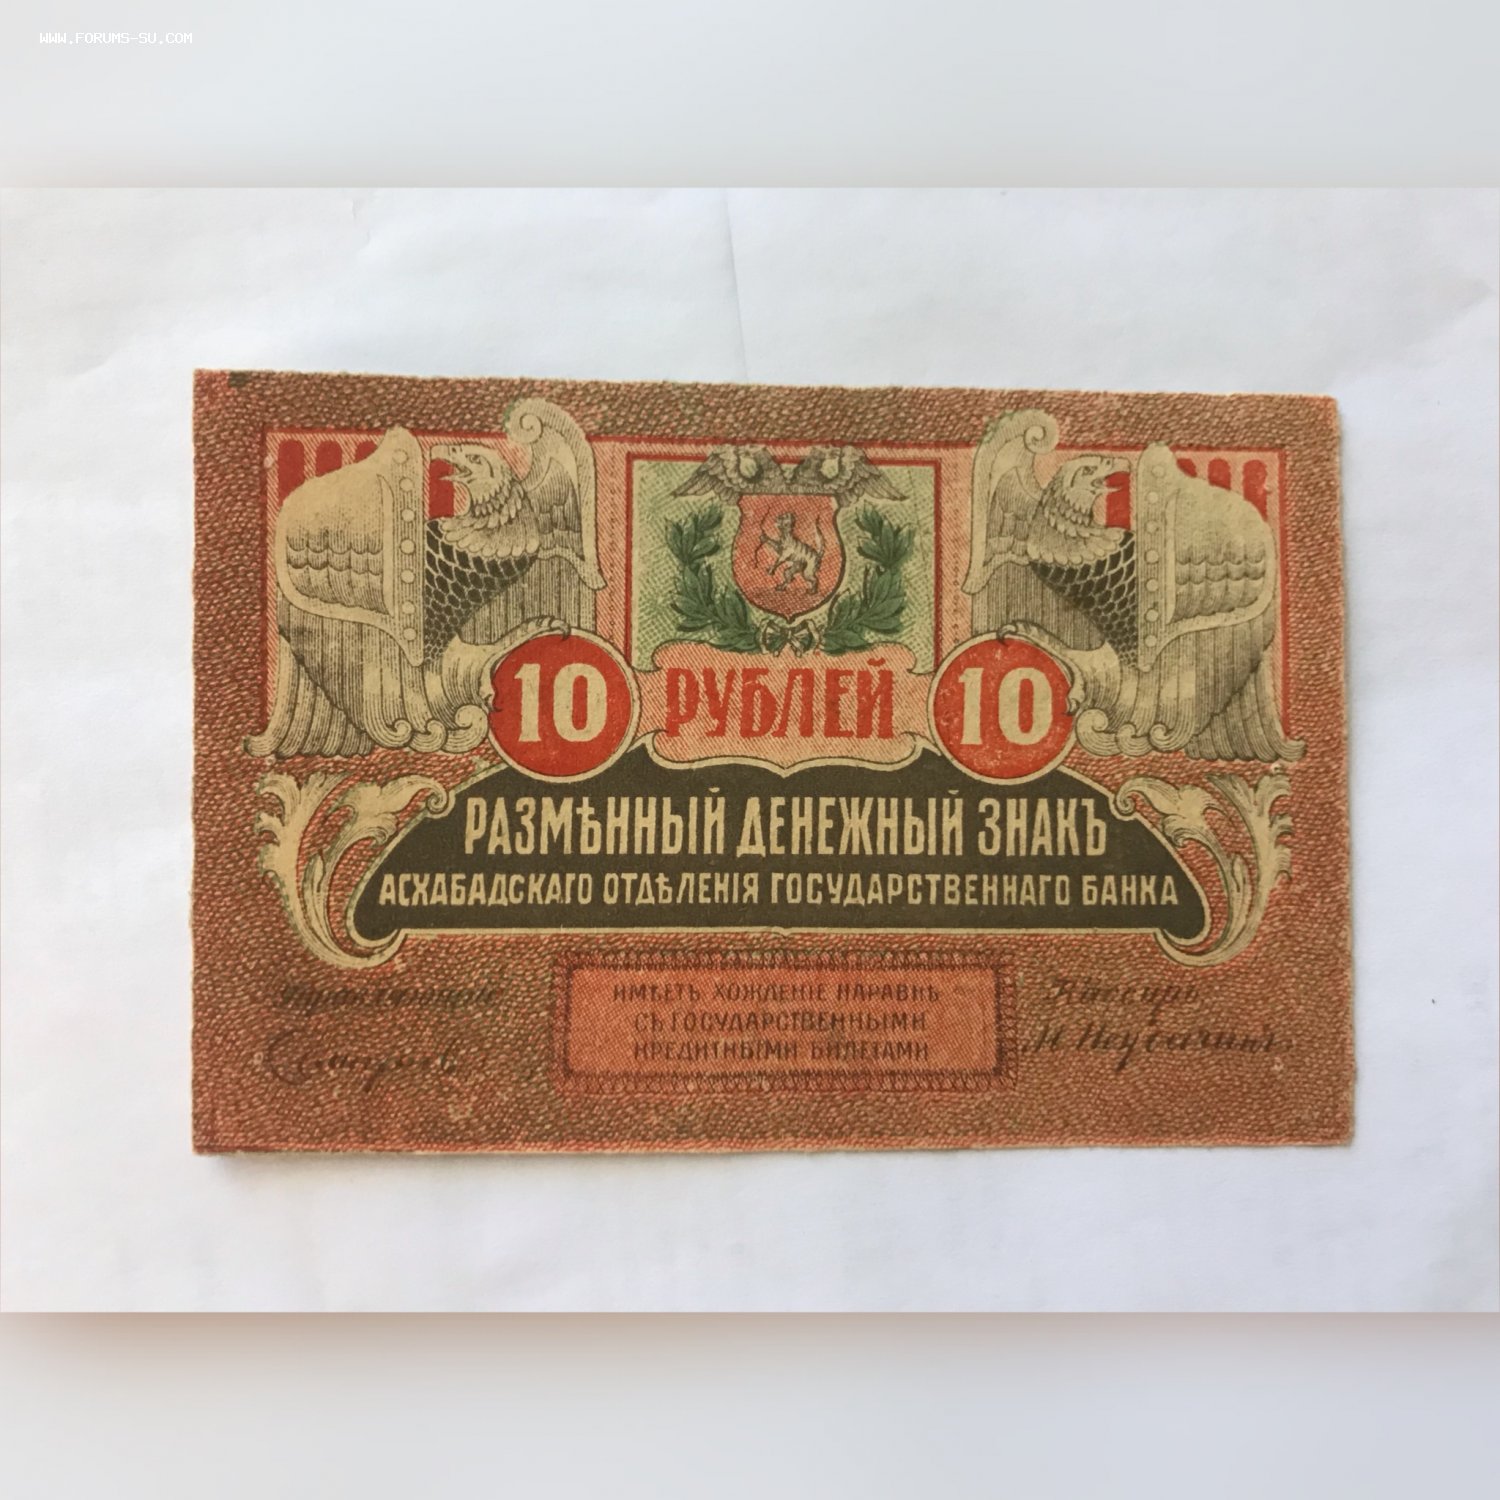 WWW.FORUMS-SU.COM
10 РУБЛЕЙ 10
РАЗМѢННЫЙ ДЕНЕЖНЫЙ ЗНАКЪ
АСХАБАДСКАГО ОТДѢЛЕНІЯ ГОСУДАРСТВЕННАГО БАНКА
Управляющій
ИМѢЕТЪ ХОЖДЕНІЕ НАРАВНѢ
СЪ ГОСУДАРСТВЕННЫМИ
КРЕДИТНЫМИ БИЛЕТАМИ
Кассиръ